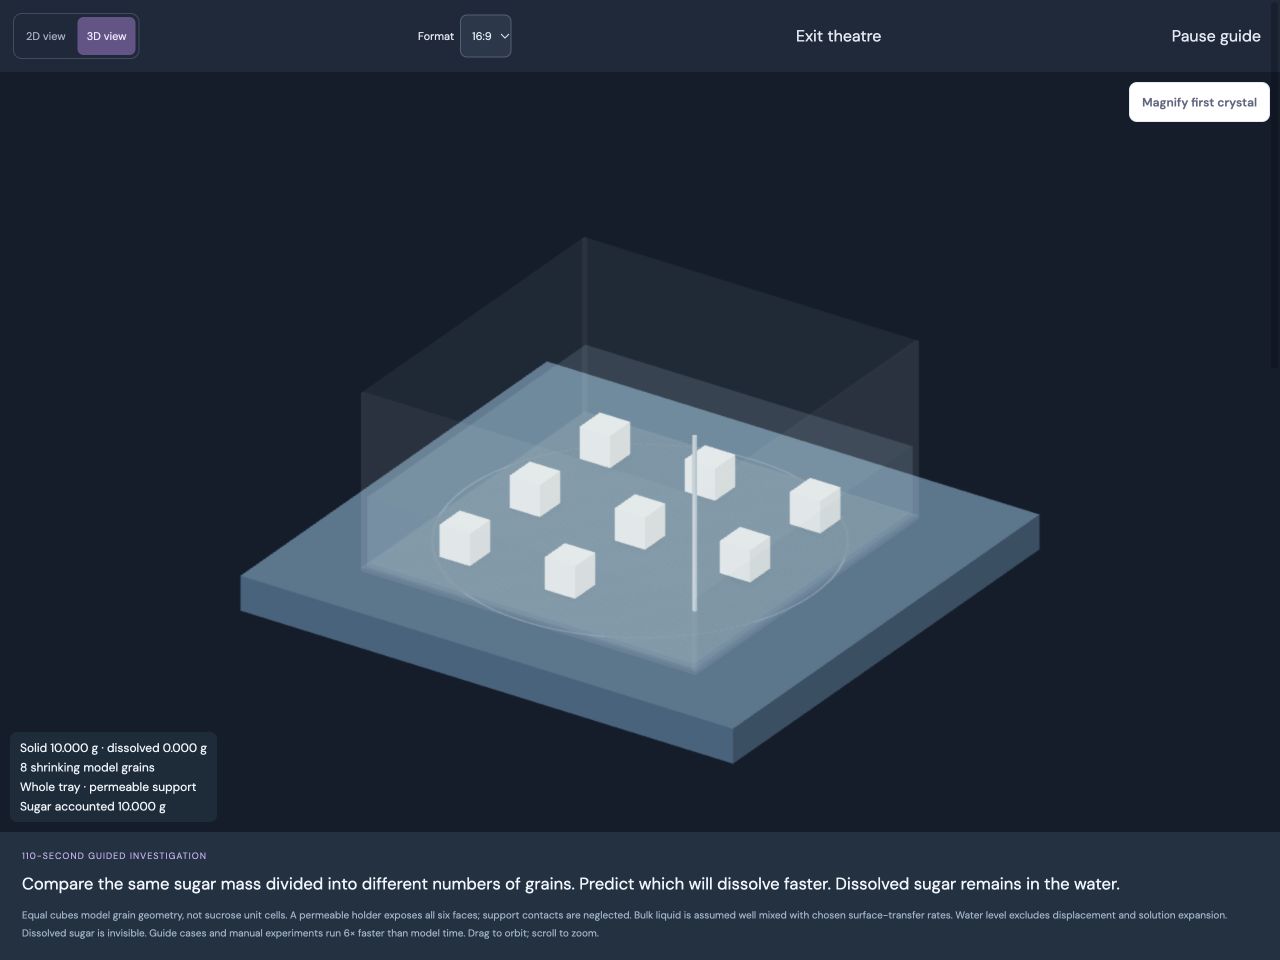 2D view
3D view
Format
16:9
Exit theatre
Pause guide
Magnify first crystal
Solid 10.000 g · dissolved 0.000 g
8 shrinking model grains
Whole tray · permeable support
Sugar accounted 10.000 g
110-SECOND GUIDED INVESTIGATION
Compare the same sugar mass divided into different numbers of grains. Predict which will dissolve faster. Dissolved sugar remains in the water.
Equal cubes model grain geometry, not sucrose unit cells. A permeable holder exposes all six faces; support contacts are neglected. Bulk liquid is assumed well mixed with chosen surface-transfer rates. Water level excludes displacement and solution expansion.
Dissolved sugar is invisible. Guide cases and manual experiments run 6× faster than model time. Drag to orbit; scroll to zoom.